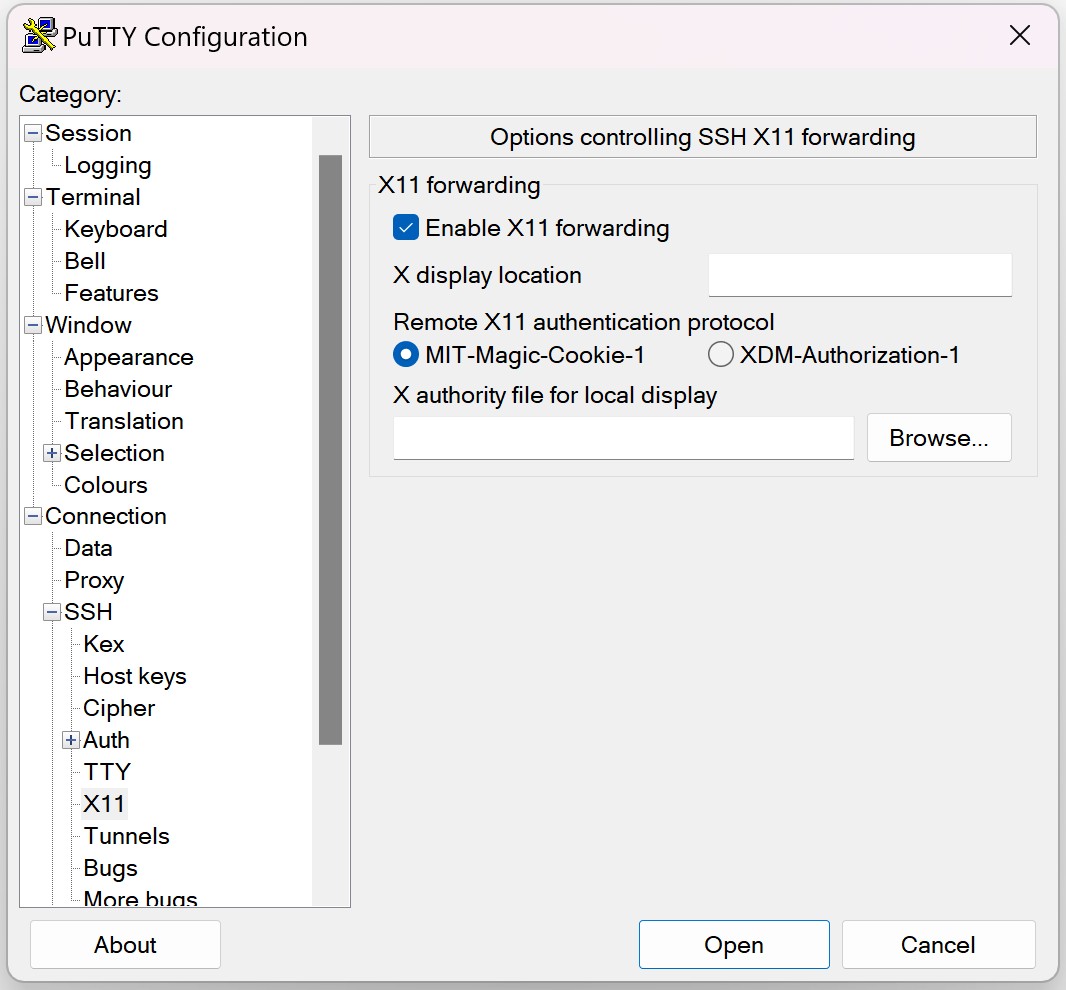 PuTTY Configuration
Category:
Session
Logging
Terminal
Keyboard
Bell
Features
Window
Appearance
Behaviour
Translation
Selection
Colours
Connection
Data
Proxy
SSH
Kex
Host keys
Cipher
Auth
TTY
X11
Tunnels
Bugs
More bugs
Options controlling SSH X11 forwarding
X11 forwarding
Enable X11 forwarding
X display location
Remote X11 authentication protocol
MIT-Magic-Cookie-1 XDM-Authorization-1
X authority file for local display
Browse...
About Open Cancel